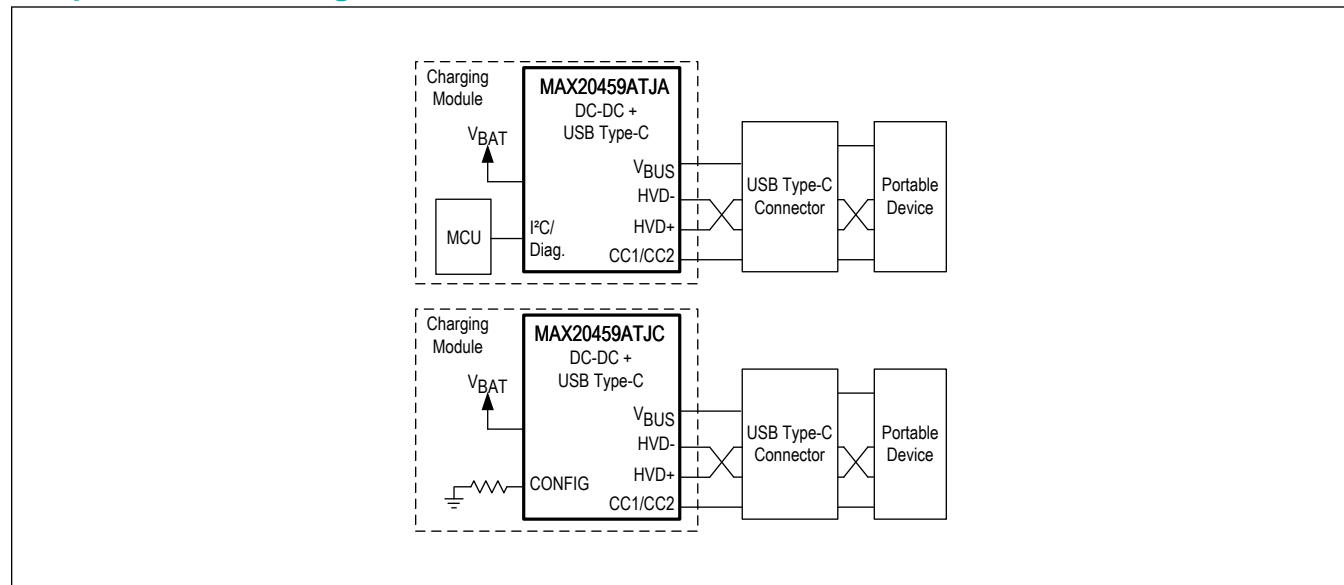 Charging
Module
MAX20459ATJA
DC-DC +
USB Type-C
VBAT
VBUS
HVD-
HVD+
CC1/CC2
MCU
I²C/
Diag.
USB Type-C
Connector
Portable
Device
Charging
Module
MAX20459ATJC
DC-DC +
USB Type-C
VBAT
VBUS
HVD-
HVD+
CC1/CC2
CONFIG
USB Type-C
Connector
Portable
Device